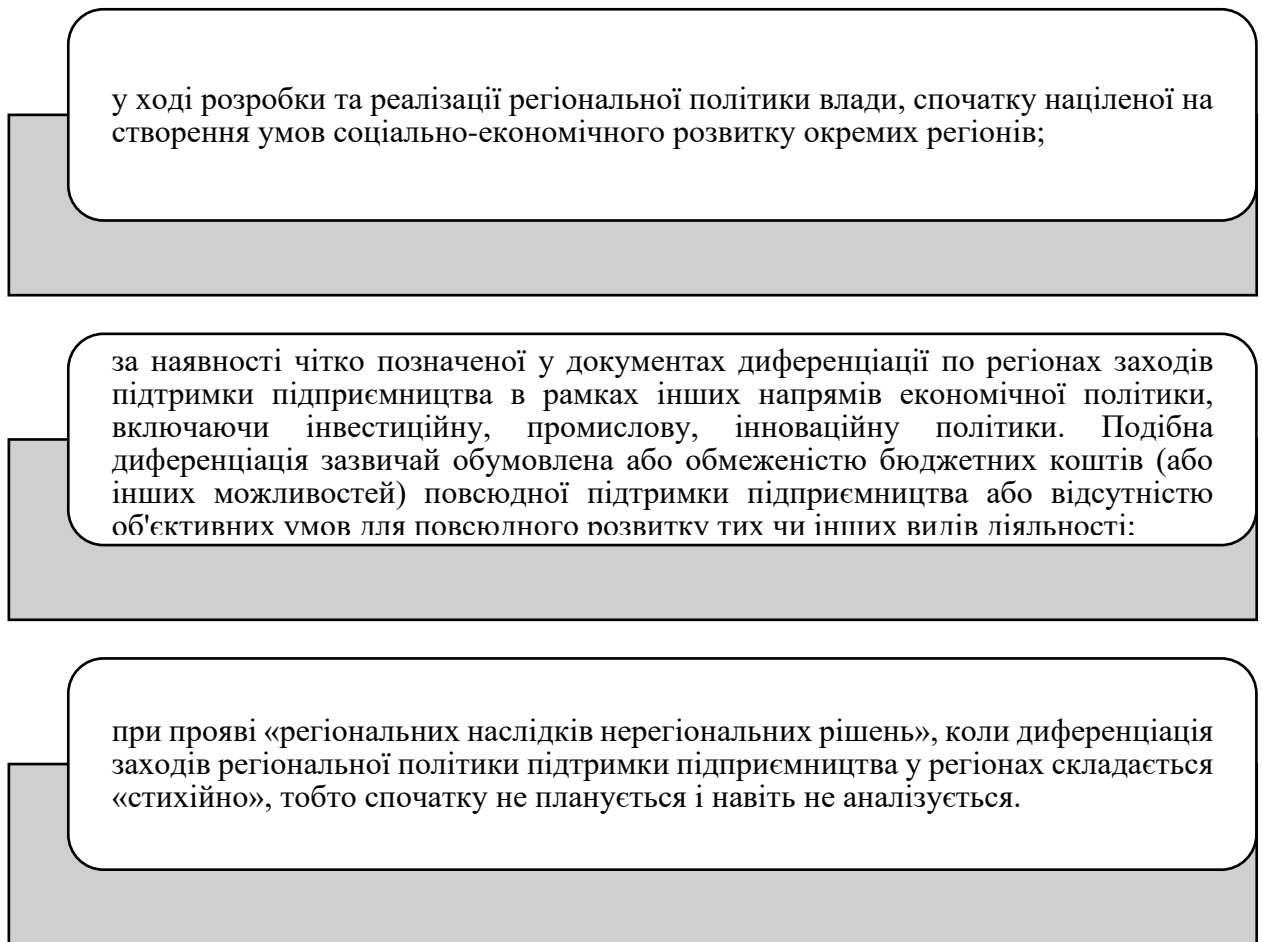 у ході розробки та реалізації регіональної політики влади, спочатку націленої на
створення умов соціально-економічного розвитку окремих регіонів;
за наявності чітко позначеної у документах диференціації по регіонах заходів
підтримки підприємництва в рамках інших напрямів економічної політики,
включаючи інвестиційну, промислову, інноваційну політики. Подібна
диференціація зазвичай обумовлена або обмеженістю бюджетних коштів (або
інших можливостей) повсюдної підтримки підприємництва або відсутністю
об'єктивних умов для повсюдного розвитку тих чи інших видів діяльності;
при прояві «регіональних наслідків нерегіональних рішень», коли диференціація
заходів регіональної політики підтримки підприємництва у регіонах складається
«стихійно», тобто спочатку не планується і навіть не аналізується.